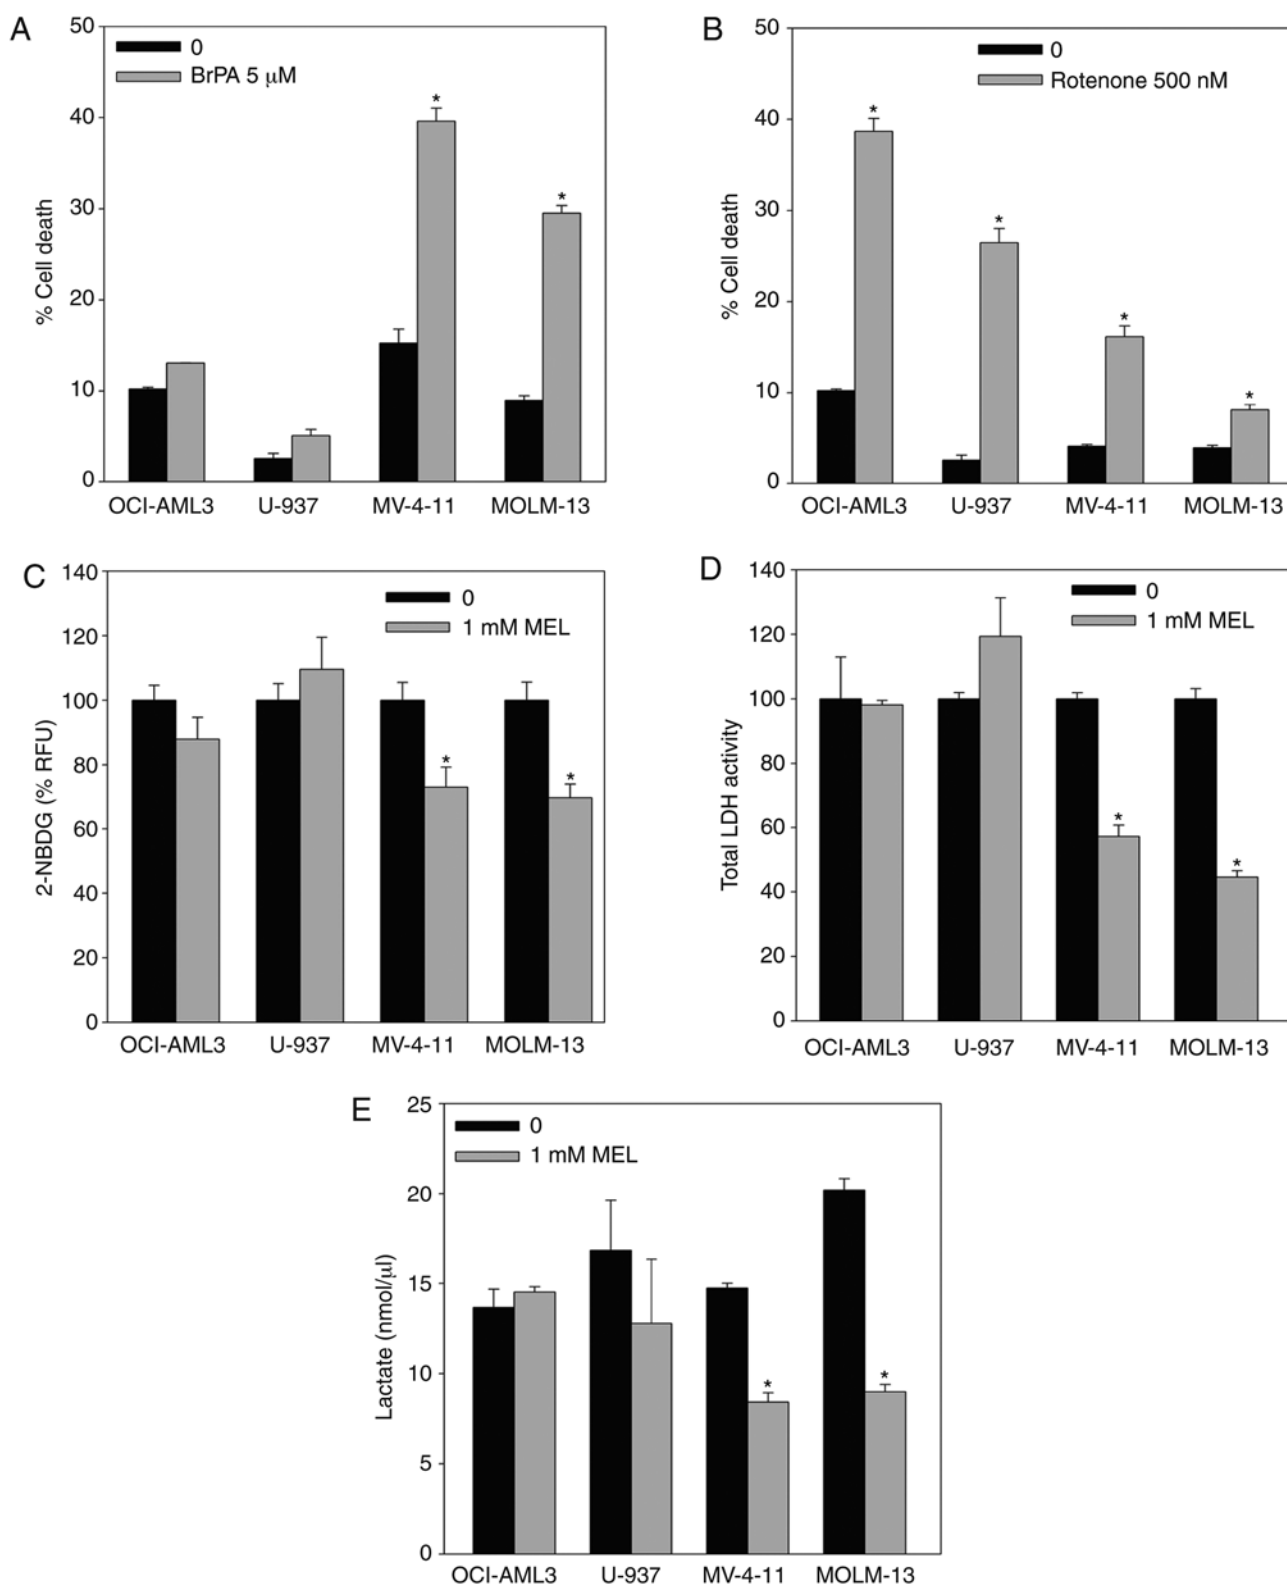 A
50
40
30
20
10
0
% Cell death
0
BrPA 5 μM
*
*
OCI-AML3 U-937 MV-4-11 MOLM-13
B
50
40
30
20
10
0
% Cell death
0
Rotenone 500 nM
*
*
*
*
OCI-AML3 U-937 MV-4-11 MOLM-13
C
140
120
100
80
60
40
20
0
2-NBDG (% RFU)
0
1 mM MEL
*
*
OCI-AML3 U-937 MV-4-11 MOLM-13
D
140
120
100
80
60
40
20
0
Total LDH activity
0
1 mM MEL
*
*
OCI-AML3 U-937 MV-4-11 MOLM-13
E
25
20
15
10
5
0
Lactate (nmol/μl)
0
1 mM MEL
*
*
OCI-AML3 U-937 MV-4-11 MOLM-13